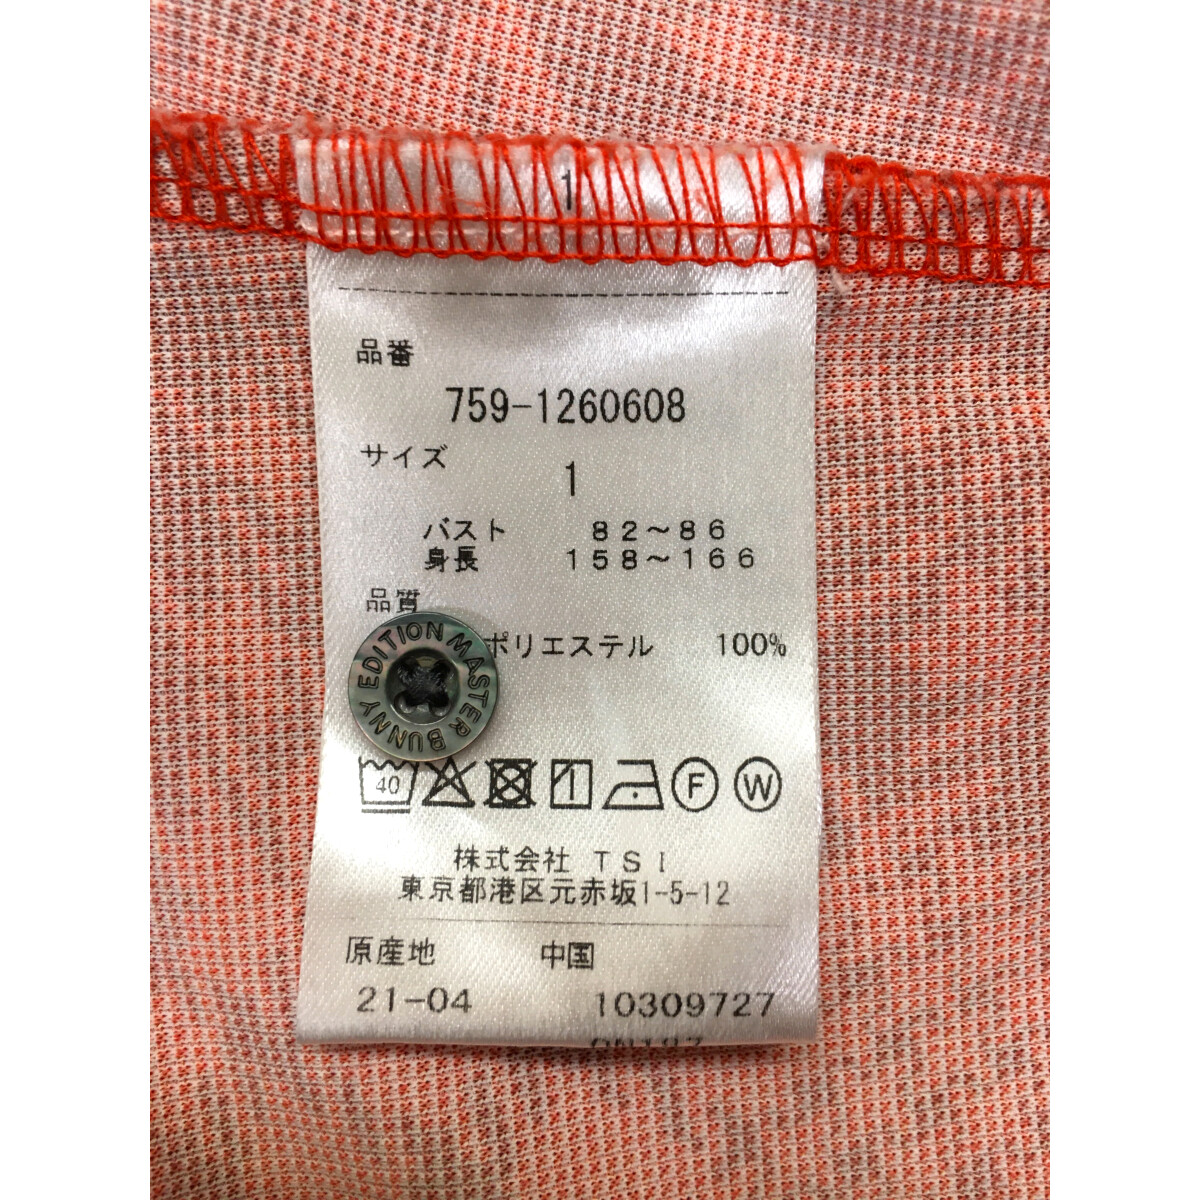 1
品番
759-1260608
サイズ
1
バスト 82～86
身長 158～166
品質
ポリエステル 100%
MASTER BUNNY EDITION
40 F W
株式会社 TSI
東京都港区元赤坂1-5-12
原産地 中国
21-04 10309727